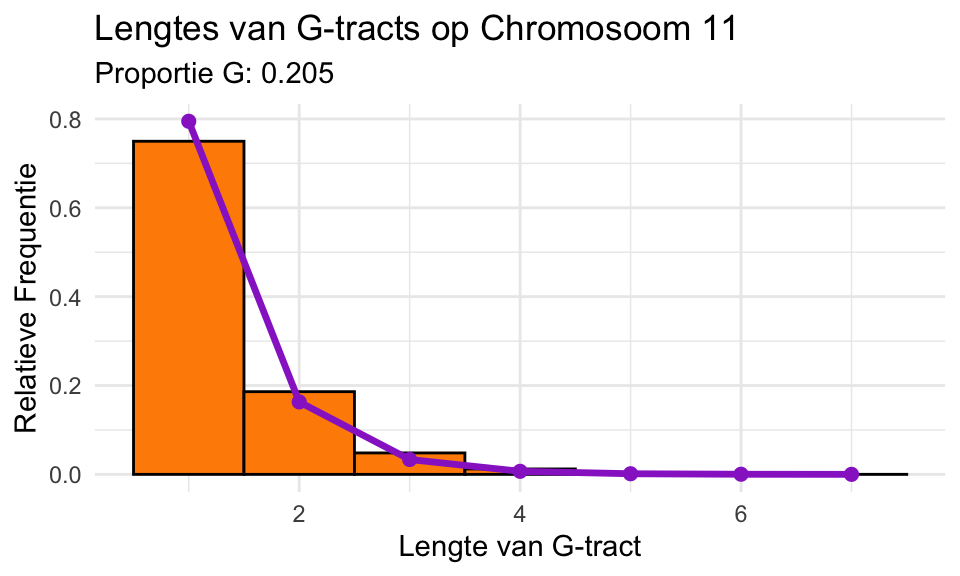 Lengtes van G-tracts op Chromosoom 11
Proportie G: 0.205
Relatieve Frequentie
0.8
0.6
0.4
0.2
0.0
2 4 6
Lengte van G-tract